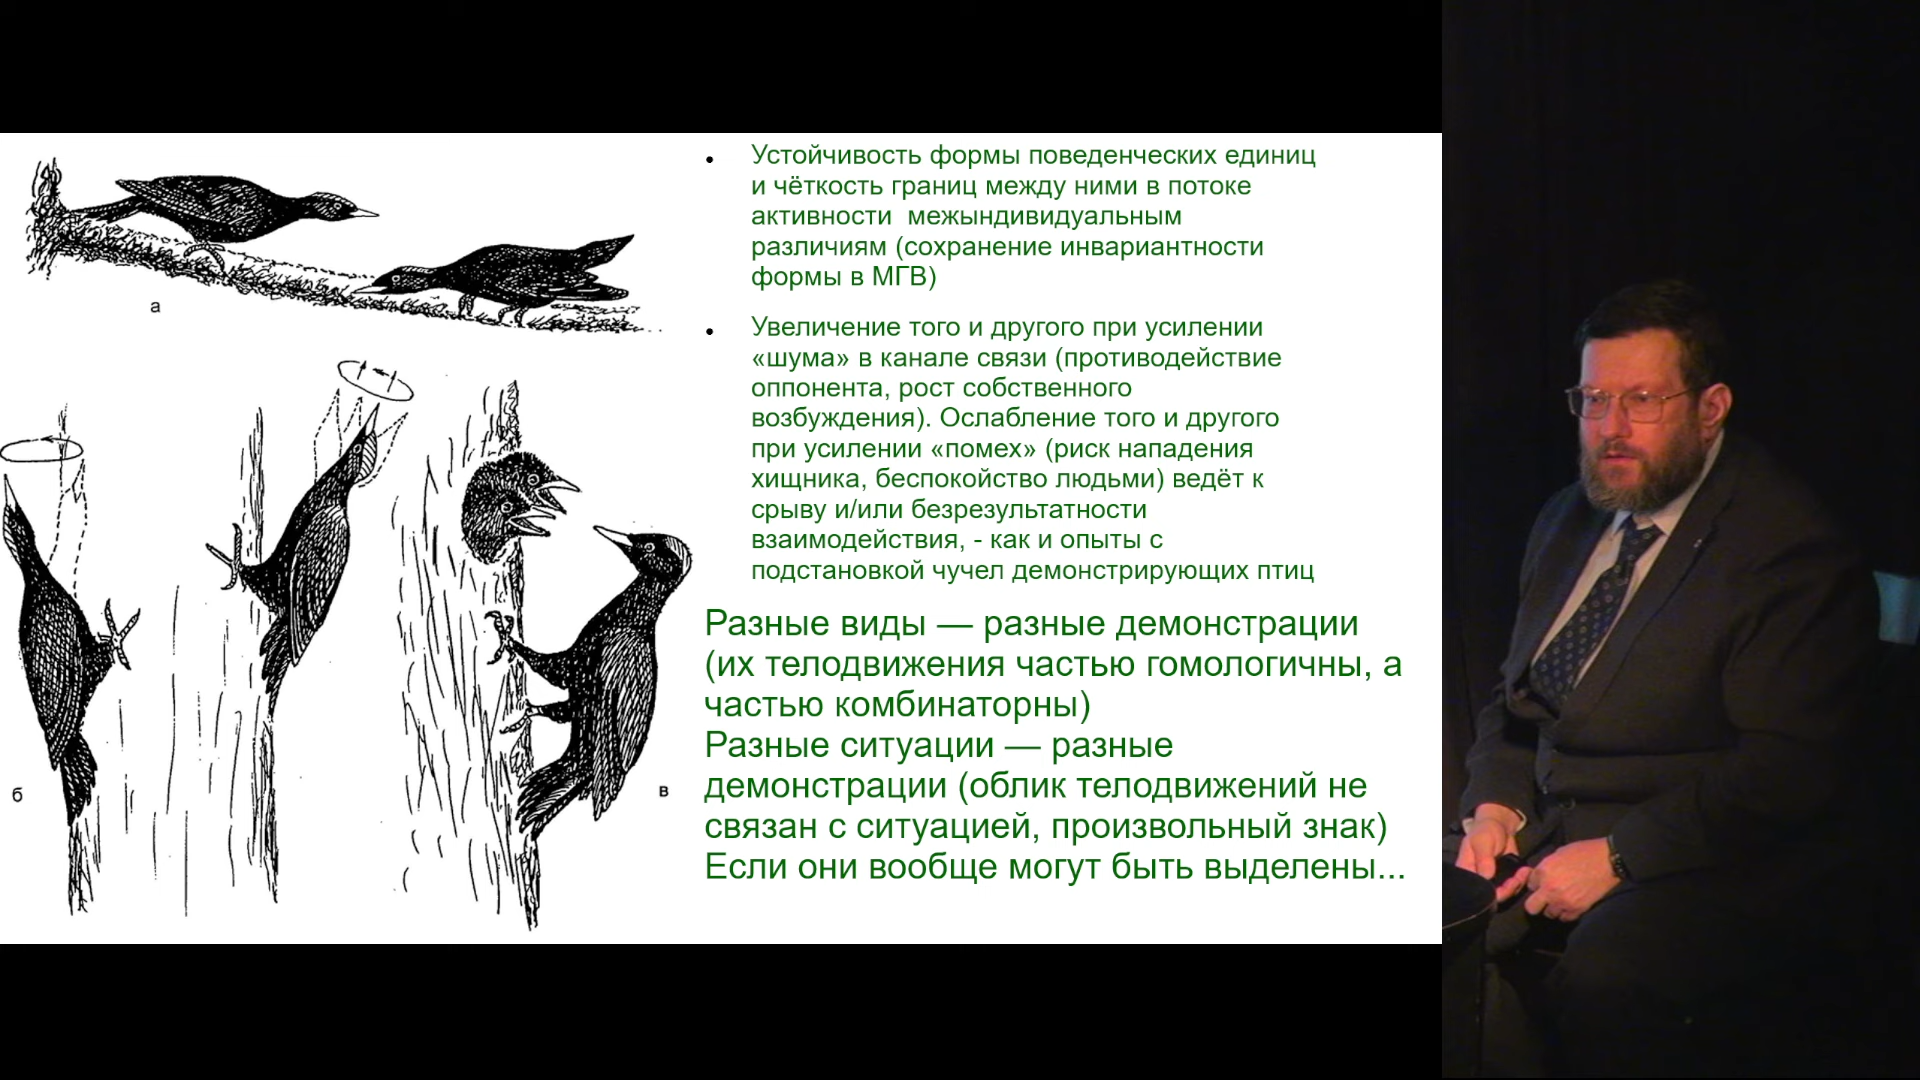 Устойчивость формы поведенческих единиц
и чёткость границ между ними в потоке
активности межындивидуальным
различиям (сохранение инвариантности
формы в МГВ)
Увеличение того и другого при усилении
«шума» в канале связи (противодействие
оппонента, рост собственного
возбуждения). Ослабление того и другого
при усилении «помех» (риск нападения
хищника, беспокойство людьми) ведёт к
срыву и/или безрезультатности
взаимодействия, - как и опыты с
подстановкой чучел демонстрирующих птиц
Разные виды — разные демонстрации
(их телодвижения частью гомологичны, а
частью комбинаторны)
Разные ситуации — разные
демонстрации (облик телодвижений не
связан с ситуацией, произвольный знак)
Если они вообще могут быть выделены...
а
б
в